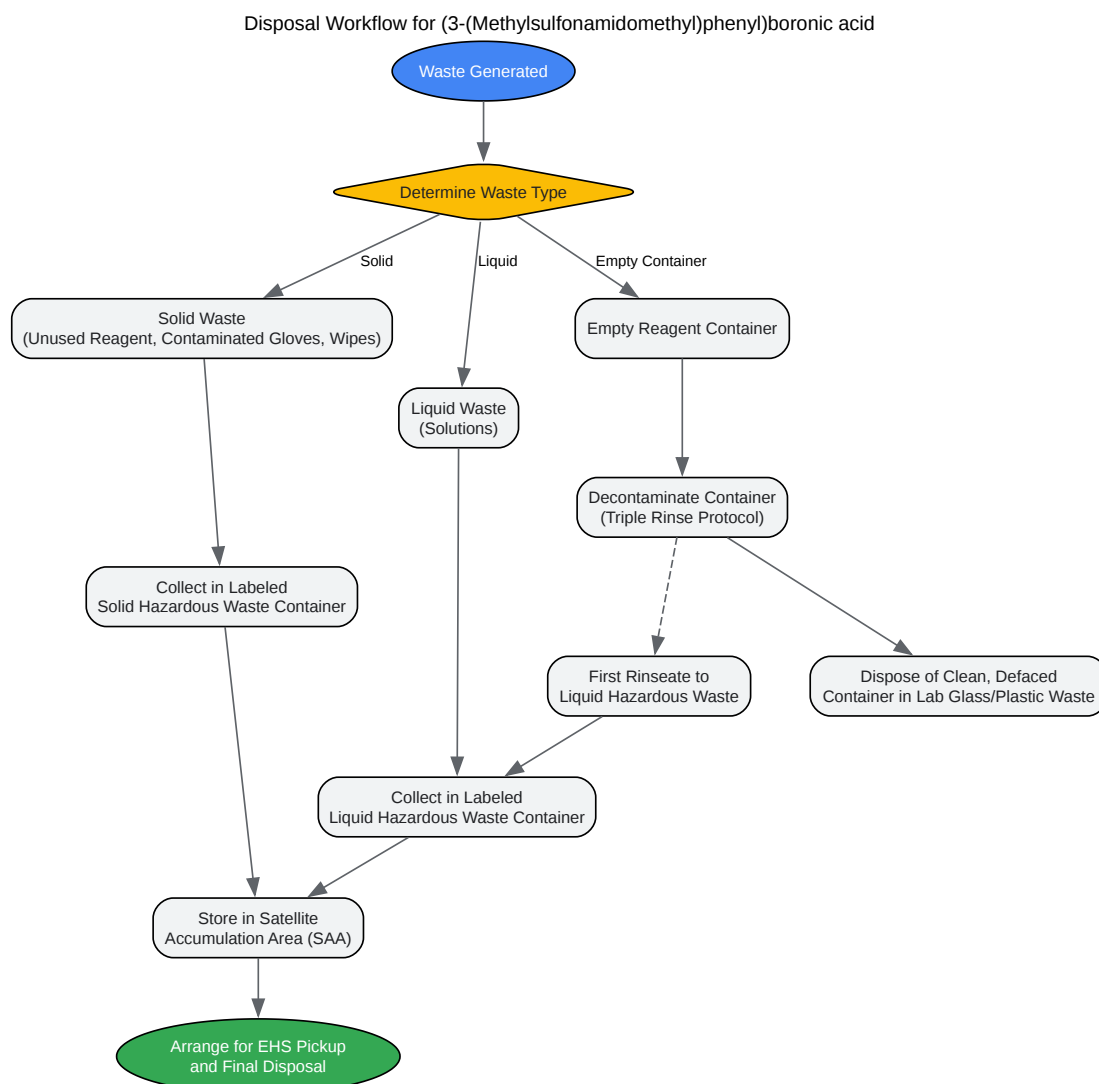 Disposal Workflow for (3-(Methylsulfonamidomethyl)phenyl)boronic acid
Waste Generated
Determine Waste Type
Solid
Liquid
Empty Container
Solid Waste
(Unused Reagent, Contaminated Gloves, Wipes)
Empty Reagent Container
Liquid Waste
(Solutions)
Decontaminate Container
(Triple Rinse Protocol)
Collect in Labeled
Solid Hazardous Waste Container
First Rinseate to
Liquid Hazardous Waste
Dispose of Clean, Defaced
Container in Lab Glass/Plastic Waste
Collect in Labeled
Liquid Hazardous Waste Container
Store in Satellite
Accumulation Area (SAA)
Arrange for EHS Pickup
and Final Disposal